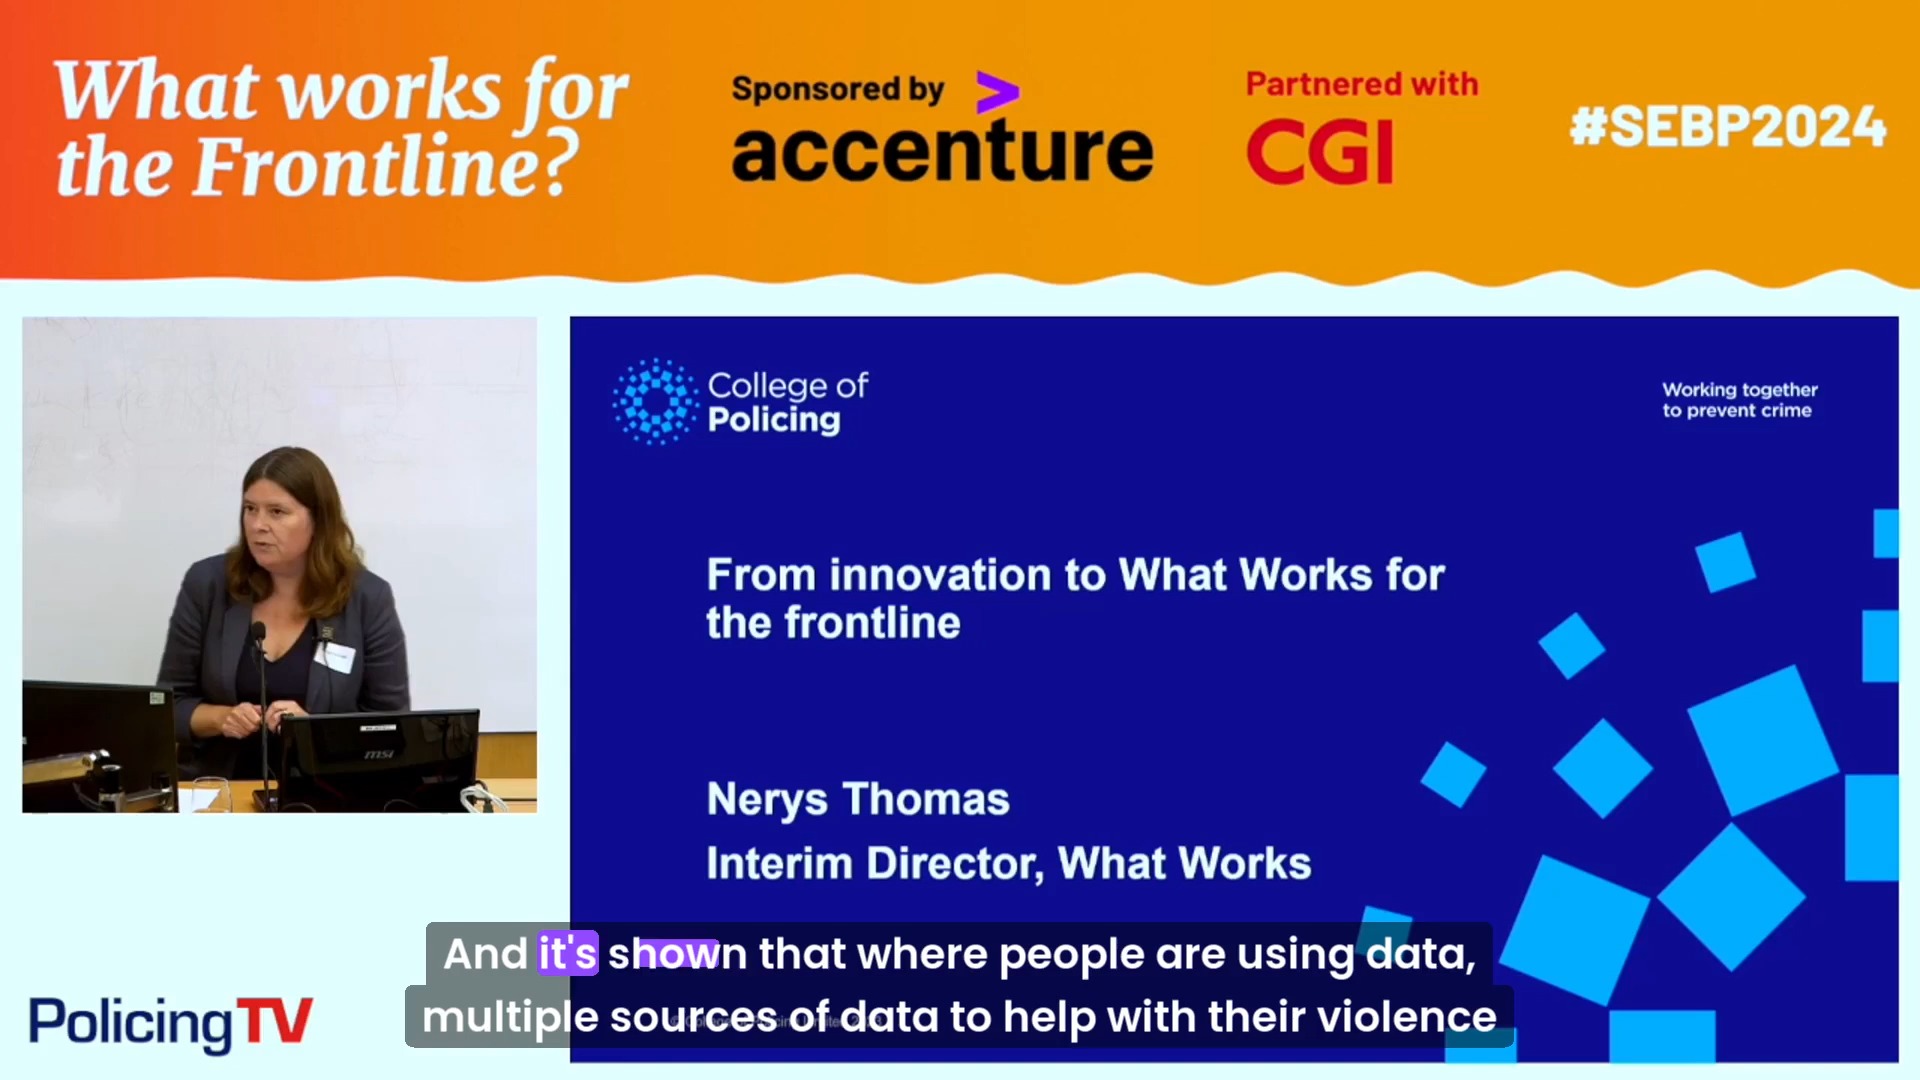 What works for
the Frontline?
Sponsored by
accenture
Partnered with
CGI
#SEBP2024
College of
Policing
Working together
to prevent crime
From innovation to What Works for
the frontline
Nerys Thomas
Interim Director, What Works
msi
And it's shown that where people are using data,
multiple sources of data to help with their violence
PolicingTV